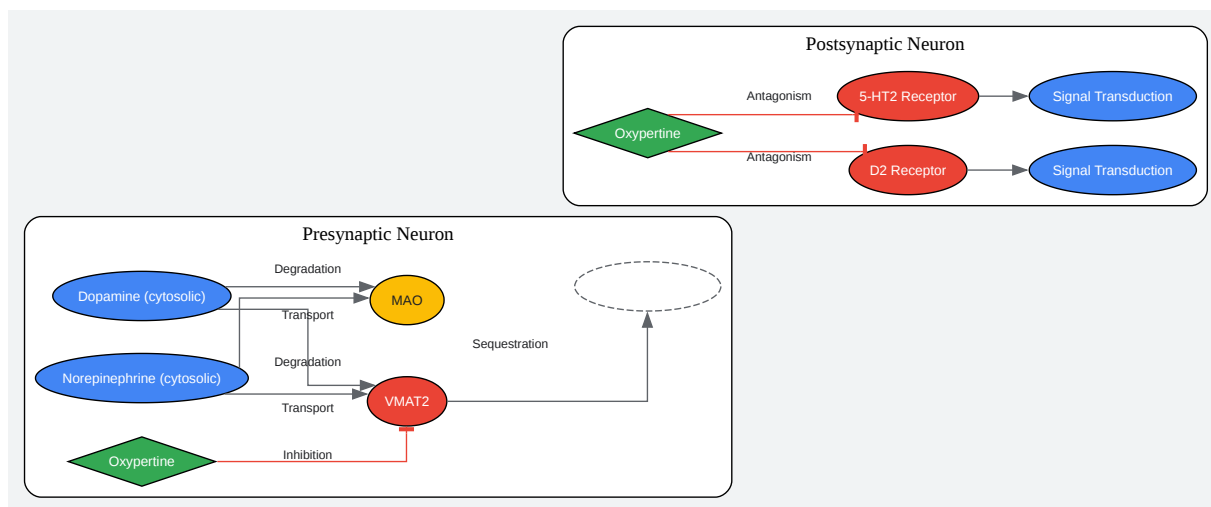 Postsynaptic Neuron
Antagonism
5-HT2 Receptor
Signal Transduction
Oxypertine
Antagonism
D2 Receptor
Signal Transduction
Presynaptic Neuron
Degradation
Dopamine (cytosolic)
MAO
Transport
Sequestration
Degradation
Norepinephrine (cytosolic)
VMAT2
Transport
Inhibition
Oxypertine